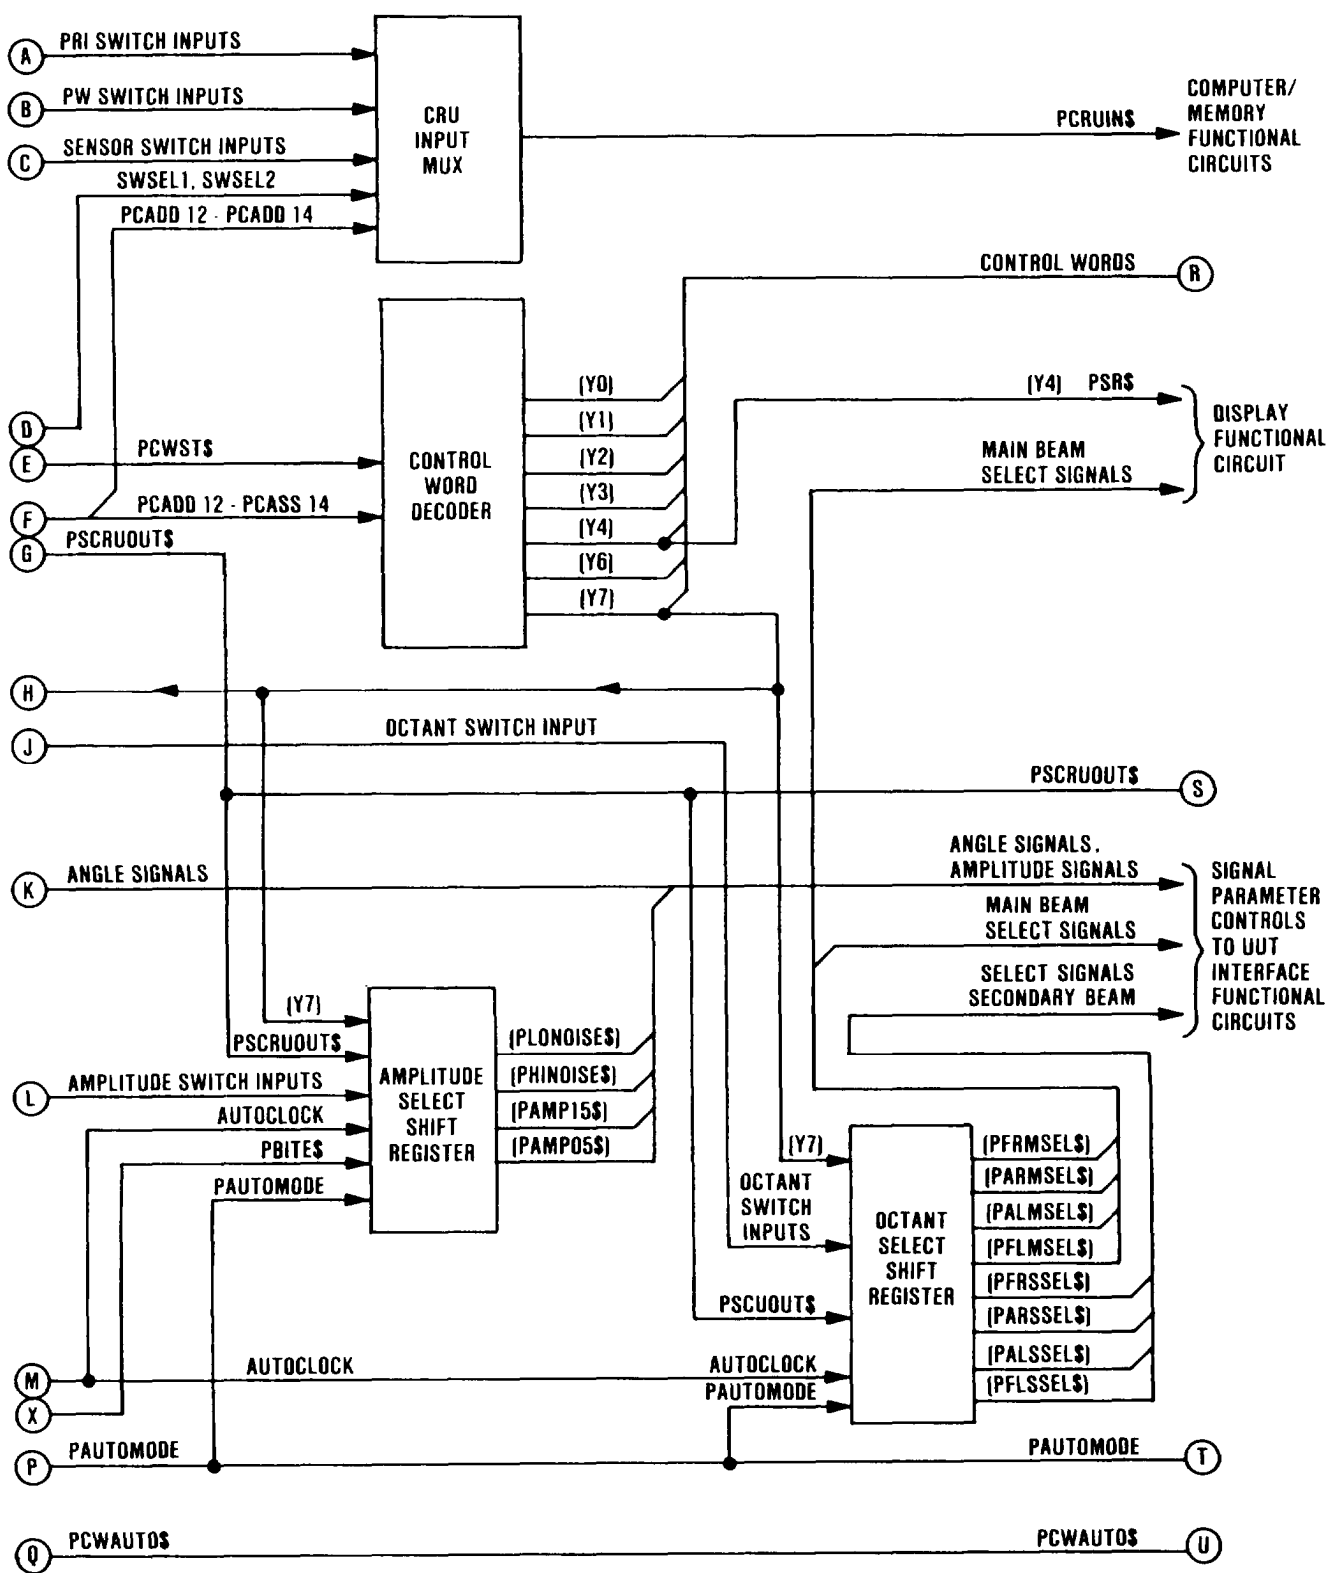 A
PRI SWITCH INPUTS
B
PW SWITCH INPUTS
C
SENSOR SWITCH INPUTS
SWSEL1, SWSEL2
PCADD 12 - PCADD 14
CRU
INPUT
MUX
PCRUIN$
COMPUTER/
MEMORY
FUNCTIONAL
CIRCUITS
CONTROL WORDS
R
D
E
PCWST$
F
PCADD 12 - PCASS 14
G
PSCRUOUT$
CONTROL
WORD
DECODER
(Y0)
(Y1)
(Y2)
(Y3)
(Y4)
(Y6)
(Y7)
(Y4) PSR$
MAIN BEAM
SELECT SIGNALS
DISPLAY
FUNCTIONAL
CIRCUIT
H
J
OCTANT SWITCH INPUT
PSCRUOUT$
S
K
ANGLE SIGNALS
ANGLE SIGNALS,
AMPLITUDE SIGNALS
MAIN BEAM
SELECT SIGNALS
SELECT SIGNALS
SECONDARY BEAM
SIGNAL
PARAMETER
CONTROLS
TO UUT
INTERFACE
FUNCTIONAL
CIRCUITS
(Y7)
PSCRUOUT$
L
AMPLITUDE SWITCH INPUTS
AUTOCLOCK
PBITE$
PAUTOMODE
AMPLITUDE
SELECT
SHIFT
REGISTER
(PLONOISE$)
(PHINOISE$)
(PAMP15$)
(PAMP05$)
(Y7)
OCTANT
SWITCH
INPUTS
PSCUOUT$
AUTOCLOCK
PAUTOMODE
OCTANT
SELECT
SHIFT
REGISTER
(PFRMSEL$)
(PARMSEL$)
(PALMSEL$)
(PFLMSEL$)
(PFRSSEL$)
(PARSSEL$)
(PALSSEL$)
(PFLSSEL$)
M
AUTOCLOCK
X
P
PAUTOMODE
PAUTOMODE
T
Q
PCWAUTO$
PCWAUTO$
U